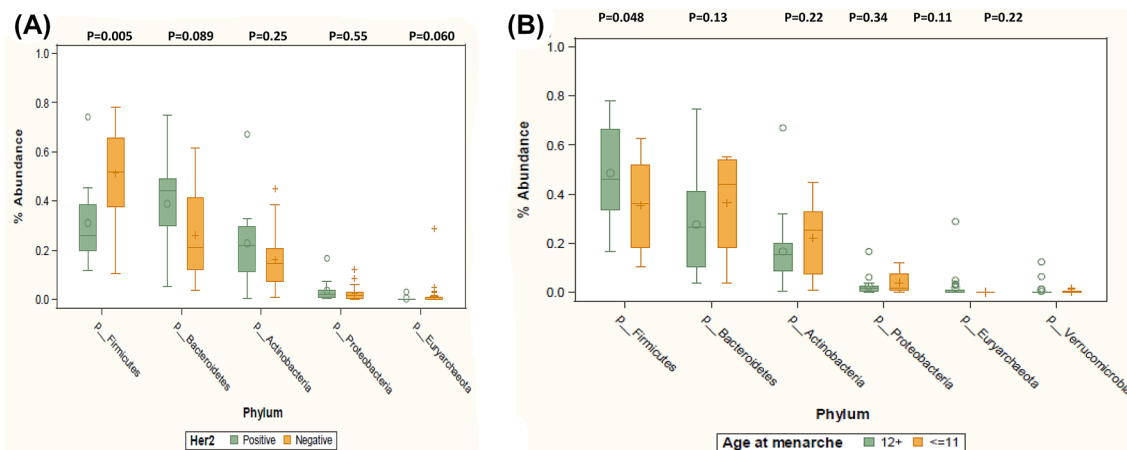 (A)
P=0.005 P=0.089 P=0.25 P=0.55 P=0.060
% Abundance
1.0
0.8
0.6
0.4
0.2
0.0
p__Firmicutes
p__Bacteroidetes
p__Actinobacteria
p__Proteobacteria
p__Euryarchaeota
Phylum
Her2 Positive Negative
(B)
P=0.048 P=0.13 P=0.22 P=0.34 P=0.11 P=0.22
% Abundance
1.0
0.8
0.6
0.4
0.2
0.0
p__Firmicutes
p__Bacteroidetes
p__Actinobacteria
p__Proteobacteria
p__Euryarchaeota
p__Verrucomicrobia
Phylum
Age at menarche 12+ <=11